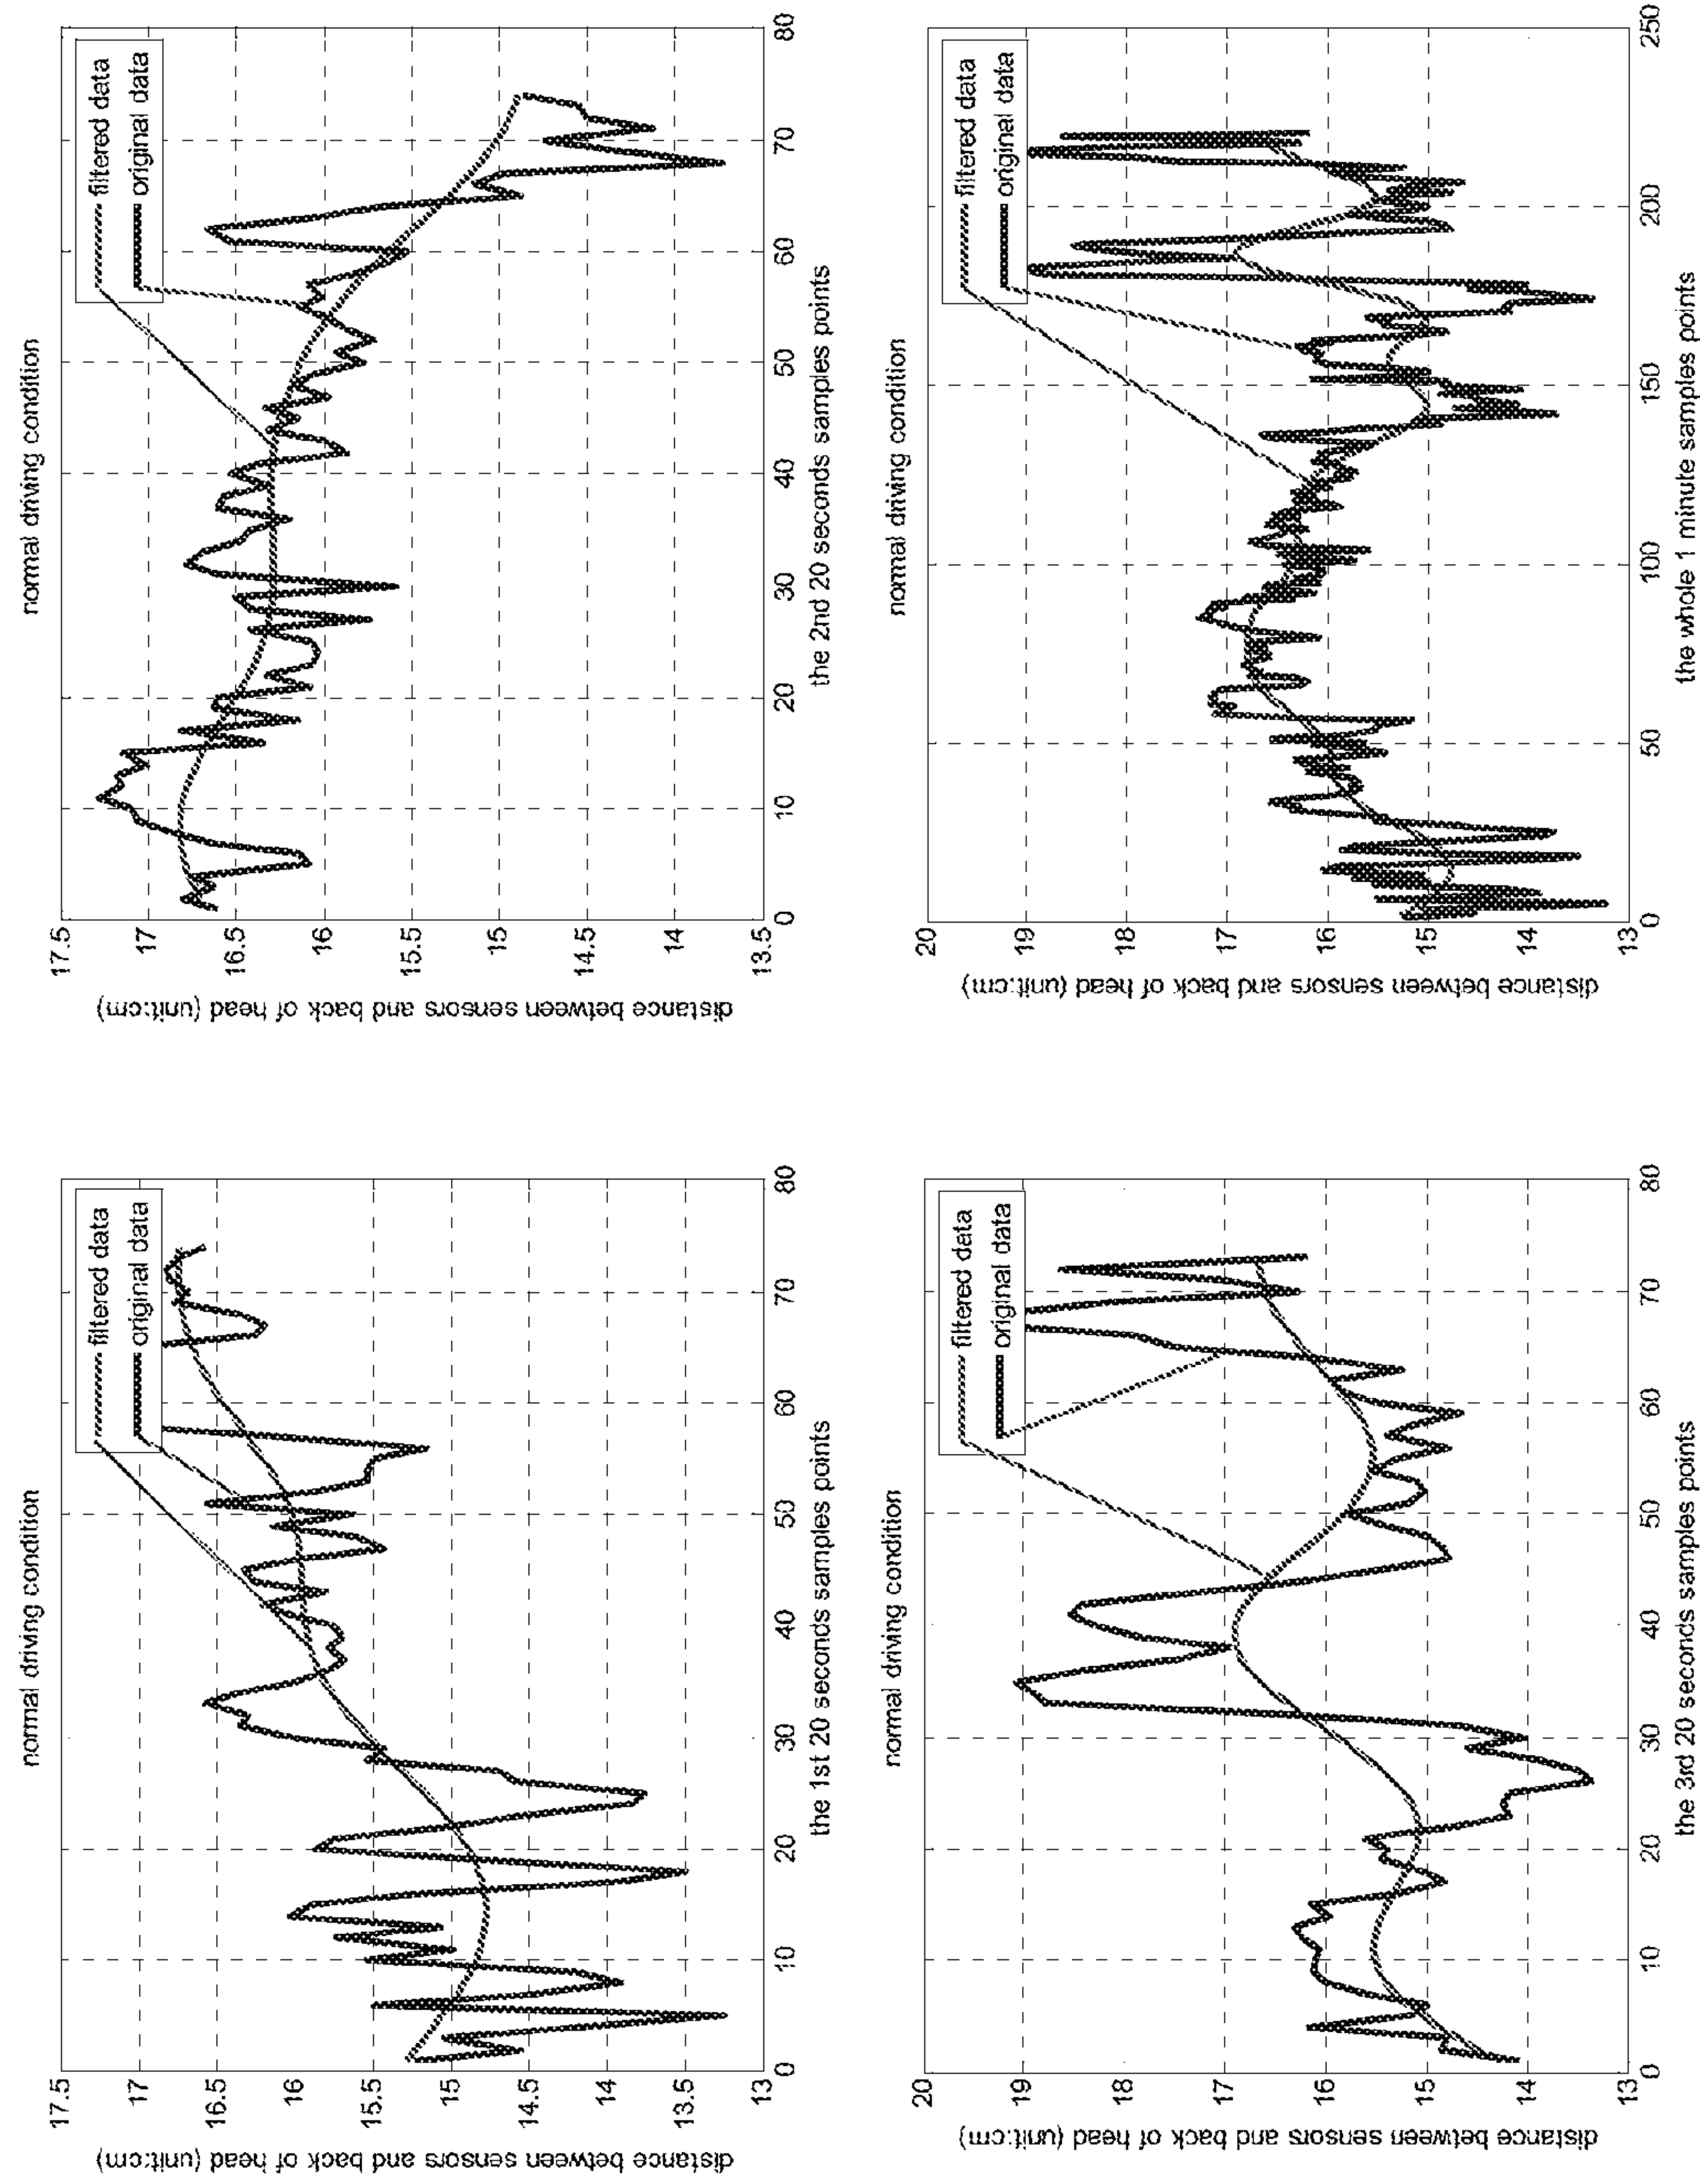 normal driving condition
filtered data
original data
distance between sensors and back of head (unit:cm)
17.5
17
16.5
16
15.5
15
14.5
14
13.5
13
0 10 20 30 40 50 60 70 80
the 1st 20 seconds samples points
normal driving condition
filtered data
original data
distance between sensors and back of head (unit:cm)
17.5
17
16.5
16
15.5
15
14.5
14
13.5
0 10 20 30 40 50 60 70 80
the 2nd 20 seconds samples points
normal driving condition
filtered data
original data
distance between sensors and back of head (unit:cm)
20
19
18
17
16
15
14
13
0 10 20 30 40 50 60 70 80
the 3rd 20 seconds samples points
normal driving condition
filtered data
original data
distance between sensors and back of head (unit:cm)
20
19
18
17
16
15
14
13
0 50 100 150 200 250
the whole 1 minute samples points